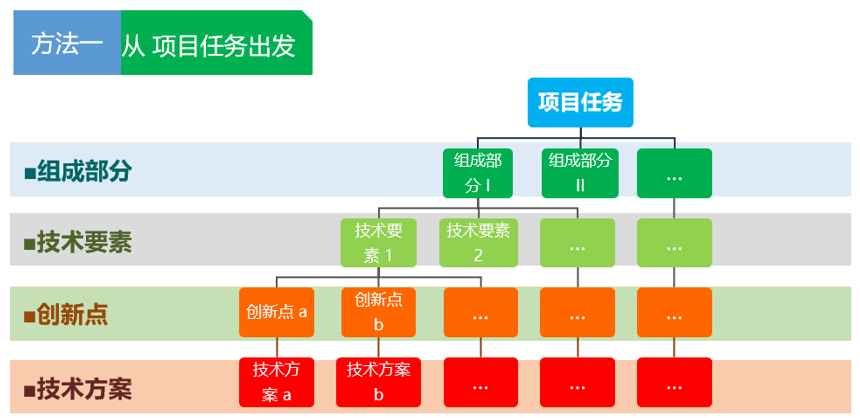 方法一 从 项目任务出发
项目任务
■组成部分
组成部
分 I
组成部分
II
...
■技术要素
技术要
素 1
技术要素
2
...
...
■创新点
创新点 a
创新点
b
...
...
...
■技术方案
技术方
案 a
技术方案
b
...
...
...